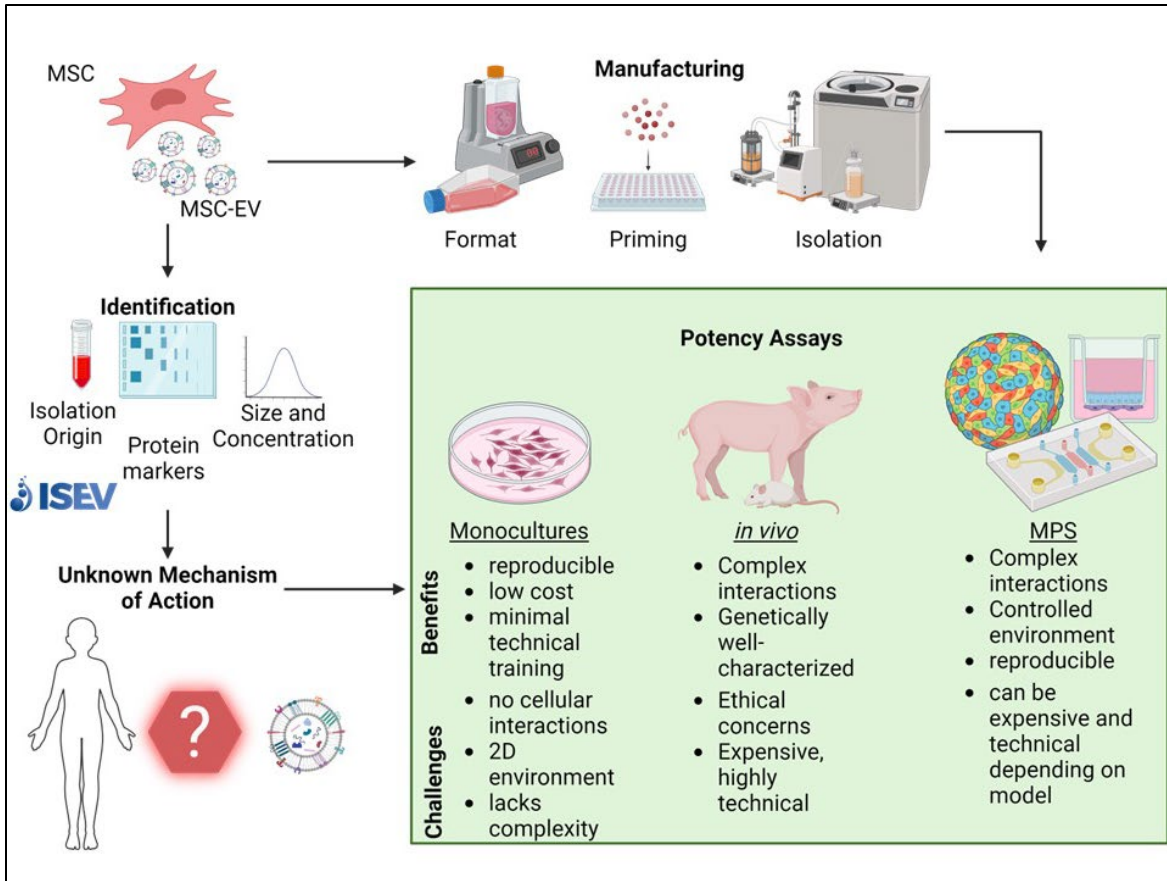 MSC
MSC-EV
Manufacturing
Format
Priming
Isolation
Identification
Isolation
Origin
Protein
markers
Size and
Concentration
ISEV
Unknown Mechanism
of Action
?
Potency Assays
Monocultures
in vivo
MPS
Benefits
• reproducible
• low cost
• minimal
technical
training
• Complex
interactions
• Genetically
well-
characterized
• Complex
interactions
• Controlled
environment
• reproducible
Challenges
• no cellular
interactions
• 2D
environment
• lacks
complexity
• Ethical
concerns
• Expensive,
highly
technical
• can be
expensive and
technical
depending on
model